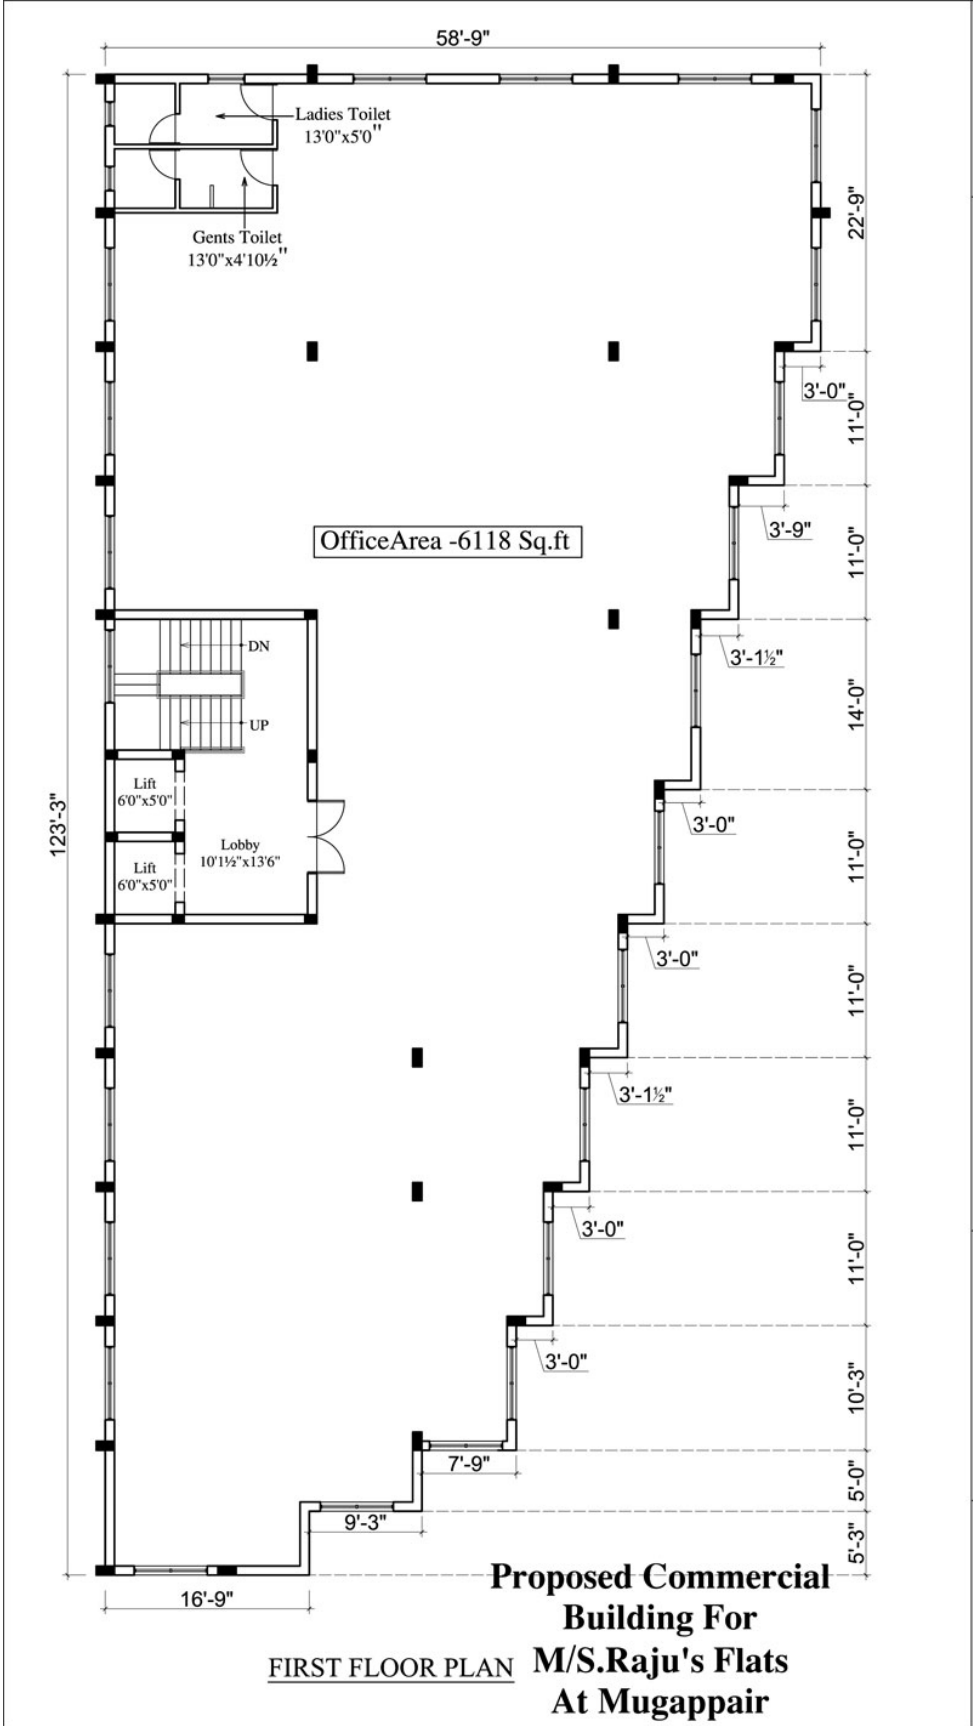 58'-9"
Ladies Toilet
13'0"x5'0"
22'-9"
Gents Toilet
13'0"x4'10½"
3'-0"
11'-0"
3'-9"
OfficeArea -6118 Sq.ft
11'-0"
DN
3'-1½"
14'-0"
UP
Lift
6'0"x5'0"
123'-3"
3'-0"
Lobby
10'1½"x13'6"
11'-0"
Lift
6'0"x5'0"
3'-0"
11'-0"
3'-1½"
11'-0"
3'-0"
11'-0"
3'-0"
10'-3"
7'-9"
5'-0"
9'-3"
5'-3"
16'-9"
Proposed Commercial
Building For
M/S.Raju's Flats
At Mugappair
FIRST FLOOR PLAN